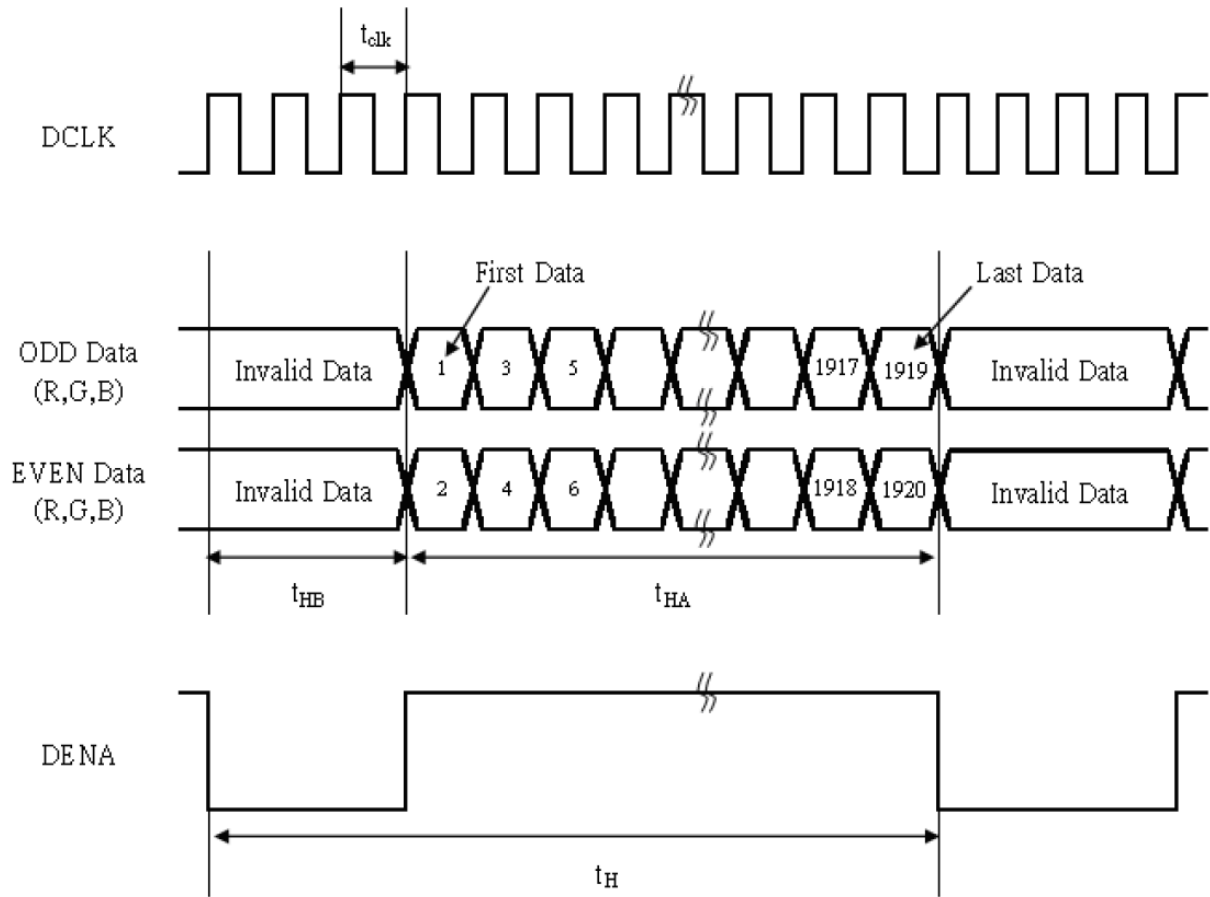 t_clk
DCLK
First Data
Last Data
ODD Data
(R,G,B)
Invalid Data
1
3
5
1917
1919
Invalid Data
EVEN Data
(R,G,B)
Invalid Data
2
4
6
1918
1920
Invalid Data
t_HB
t_HA
DENA
t_H